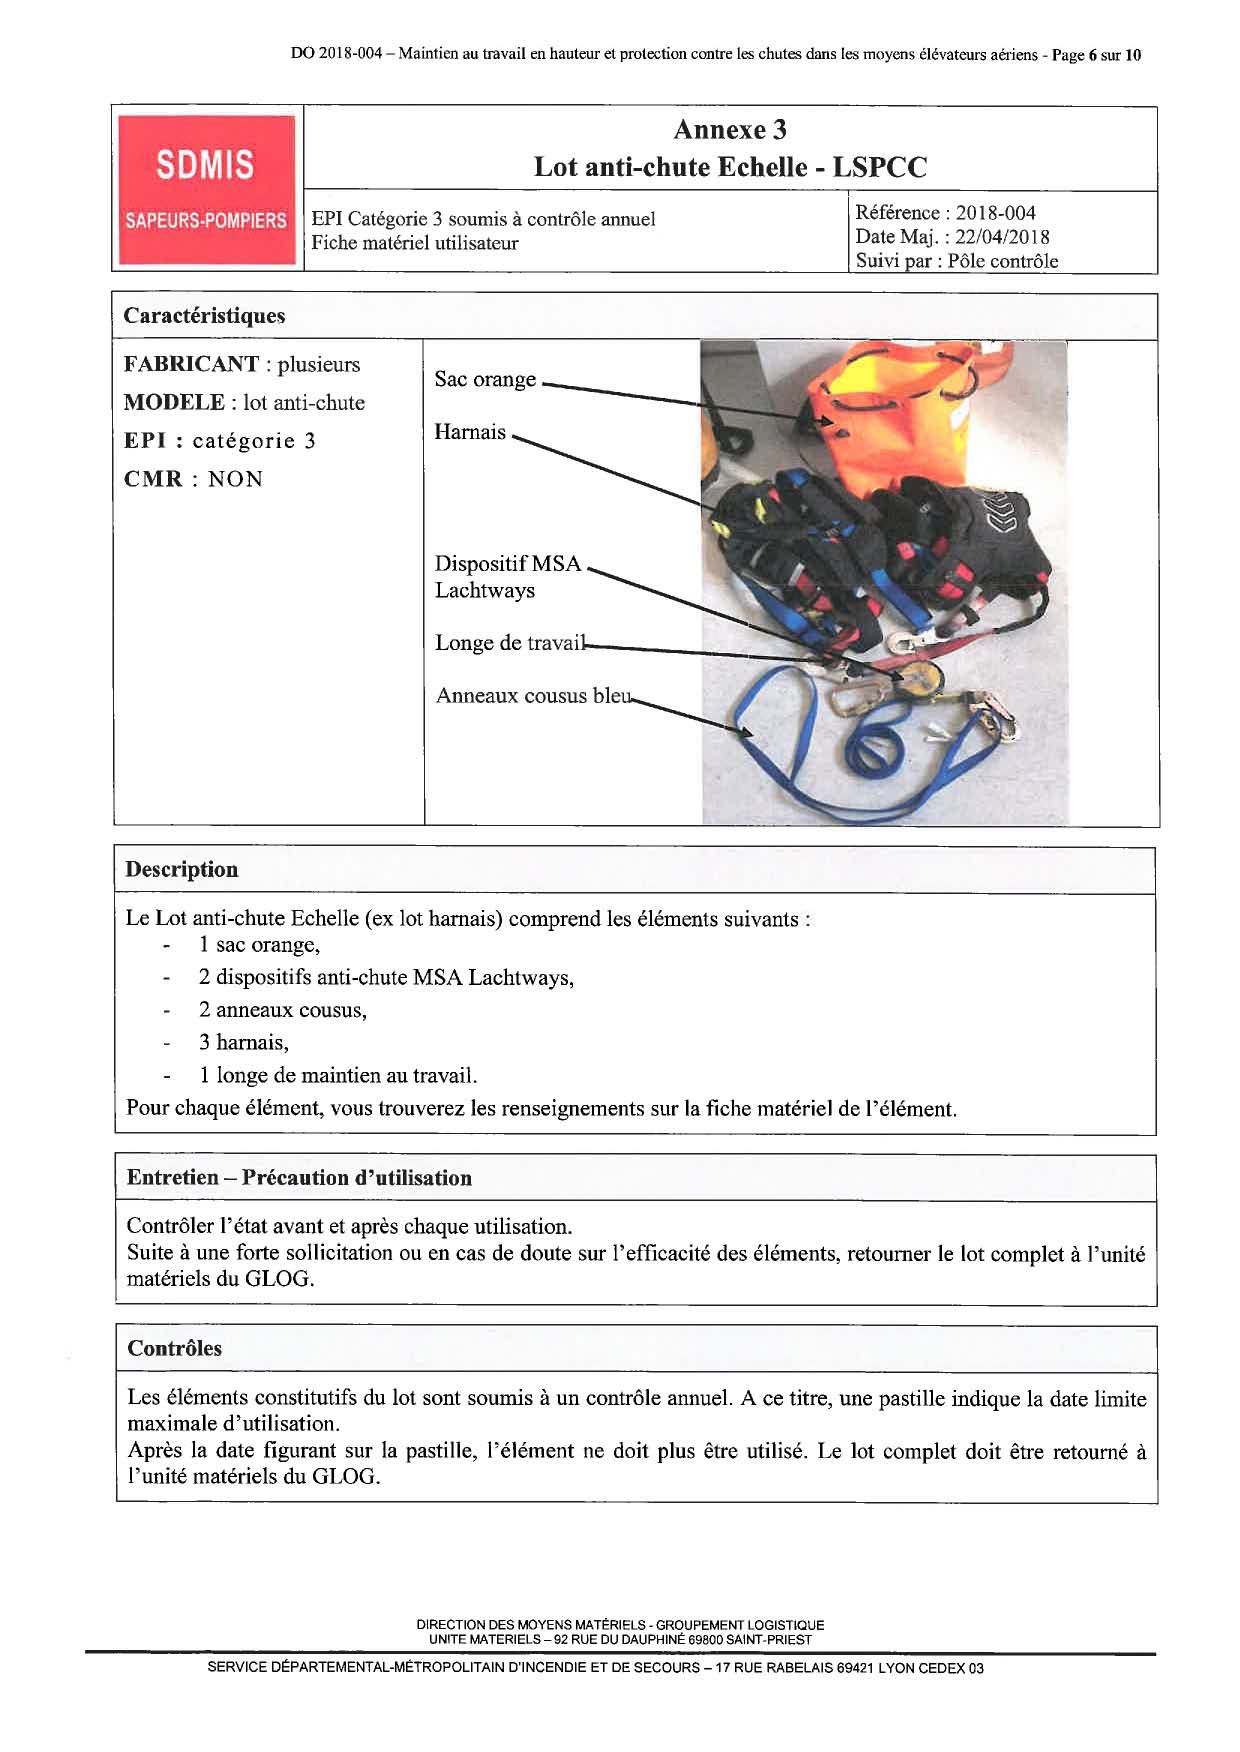 DO 2018-004 – Maintien au travail en hauteur et protection contre les chutes dans les moyens élévateurs aériens - Page 6 sur 10
SDMIS
SAPEURS-POMPIERS
Annexe 3
Lot anti-chute Echelle - LSPCC
EPI Catégorie 3 soumis à contrôle annuel
Fiche matériel utilisateur
Référence : 2018-004
Date Maj. : 22/04/2018
Suivi par : Pôle contrôle
Caractéristiques
FABRICANT : plusieurs
MODELE : lot anti-chute
EPI : catégorie 3
CMR : NON
Sac orange
Harnais
Dispositif MSA
Lachtways
Longe de travail
Anneaux cousus bleu
Description
Le Lot anti-chute Echelle (ex lot harnais) comprend les éléments suivants :
- 1 sac orange,
- 2 dispositifs anti-chute MSA Lachtways,
- 2 anneaux cousus,
- 3 harnais,
- 1 longe de maintien au travail.
Pour chaque élément, vous trouverez les renseignements sur la fiche matériel de l'élément.
Entretien – Précaution d'utilisation
Contrôler l'état avant et après chaque utilisation.
Suite à une forte sollicitation ou en cas de doute sur l'efficacité des éléments, retourner le lot complet à l'unité
matériels du GLOG.
Contrôles
Les éléments constitutifs du lot sont soumis à un contrôle annuel. A ce titre, une pastille indique la date limite
maximale d'utilisation.
Après la date figurant sur la pastille, l'élément ne doit plus être utilisé. Le lot complet doit être retourné à
l'unité matériels du GLOG.
DIRECTION DES MOYENS MATÉRIELS - GROUPEMENT LOGISTIQUE
UNITE MATERIELS – 92 RUE DU DAUPHINÉ 69800 SAINT-PRIEST
SERVICE DÉPARTEMENTAL-MÉTROPOLITAIN D'INCENDIE ET DE SECOURS – 17 RUE RABELAIS 69421 LYON CEDEX 03